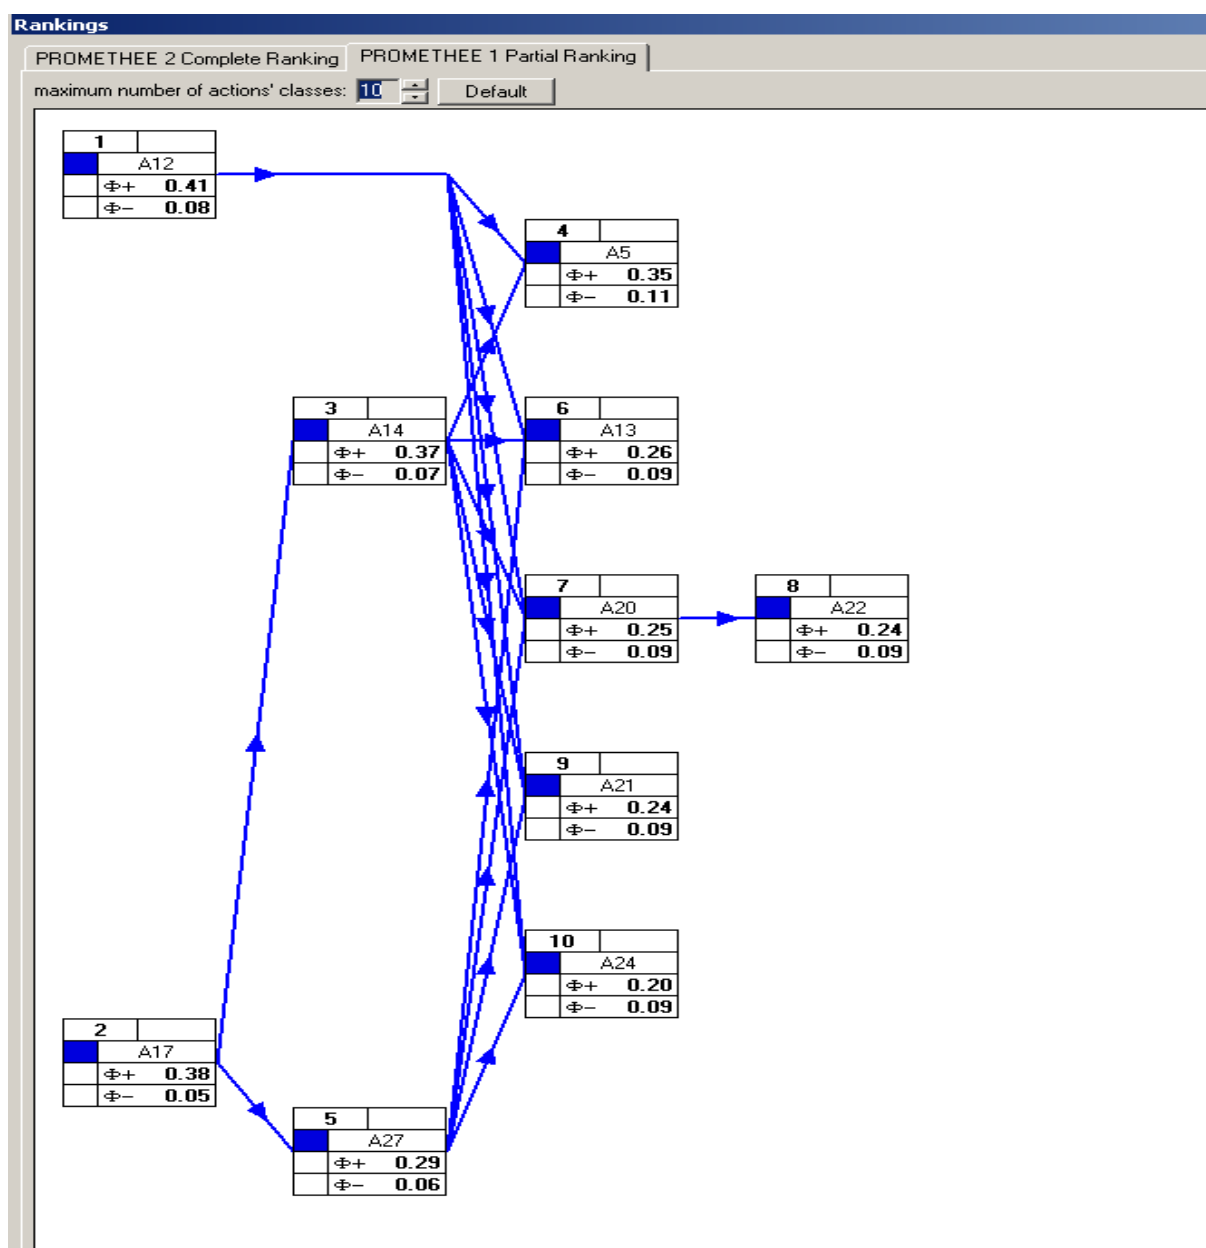 Rankings
PROMETHEE 2 Complete Ranking PROMETHEE 1 Partial Ranking
maximum number of actions' classes: 10 Default
1
A12
Φ+ 0.41
Φ− 0.08
4
A5
Φ+ 0.35
Φ− 0.11
3
A14
Φ+ 0.37
Φ− 0.07
6
A13
Φ+ 0.26
Φ− 0.09
7
A20
Φ+ 0.25
Φ− 0.09
8
A22
Φ+ 0.24
Φ− 0.09
9
A21
Φ+ 0.24
Φ− 0.09
10
A24
Φ+ 0.20
Φ− 0.09
2
A17
Φ+ 0.38
Φ− 0.05
5
A27
Φ+ 0.29
Φ− 0.06